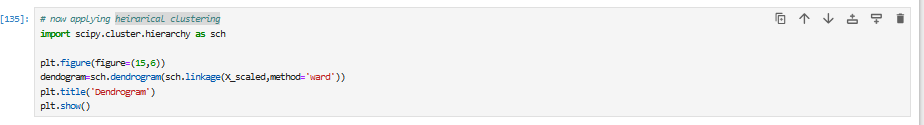 [135]: # now applying heirarical clustering
import scipy.cluster.hierarchy as sch
plt.figure(figure=(15,6))
dendogram=sch.dendrogram(sch.linkage(X_scaled,method='ward'))
plt.title('Dendrogram')
plt.show()